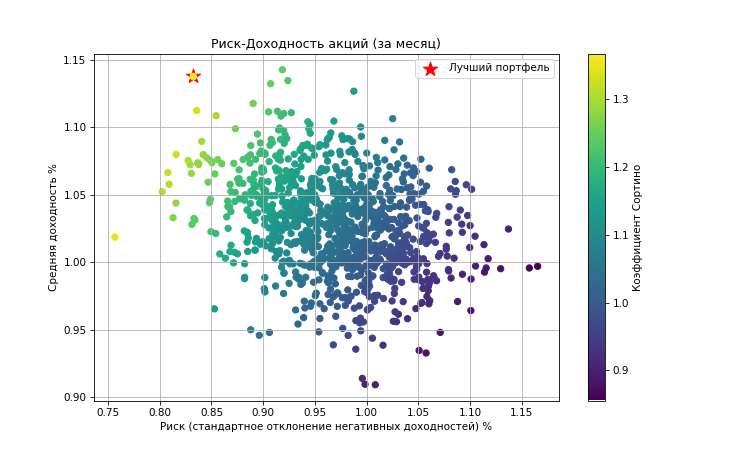 Риск-Доходность акций (за месяц)
Лучший портфель
1.15
1.10
1.05
1.00
0.95
0.90
Средняя доходность %
0.75 0.80 0.85 0.90 0.95 1.00 1.05 1.10 1.15
Риск (стандартное отклонение негативных доходностей) %
1.3
1.2
1.1
1.0
0.9
Коэффициент Сортино